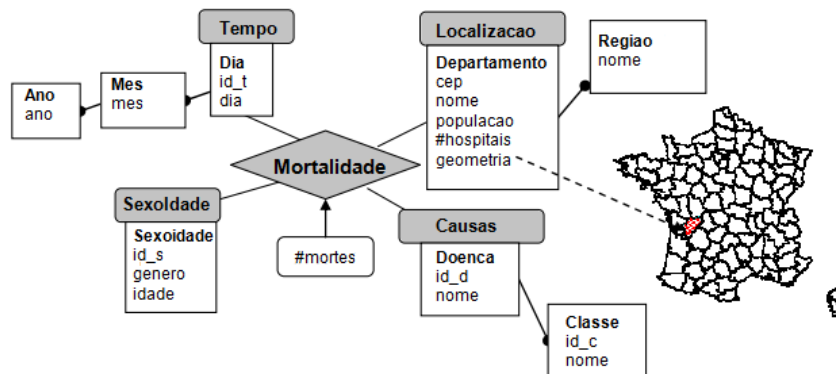 Tempo
Dia
id_t
dia
Mes
mes
Ano
ano
Localizacao
Departamento
cep
nome
populacao
#hospitais
geometria
Regiao
nome
Mortalidade
#mortes
SexoIdade
Sexoidade
id_s
genero
idade
Causas
Doenca
id_d
nome
Classe
id_c
nome